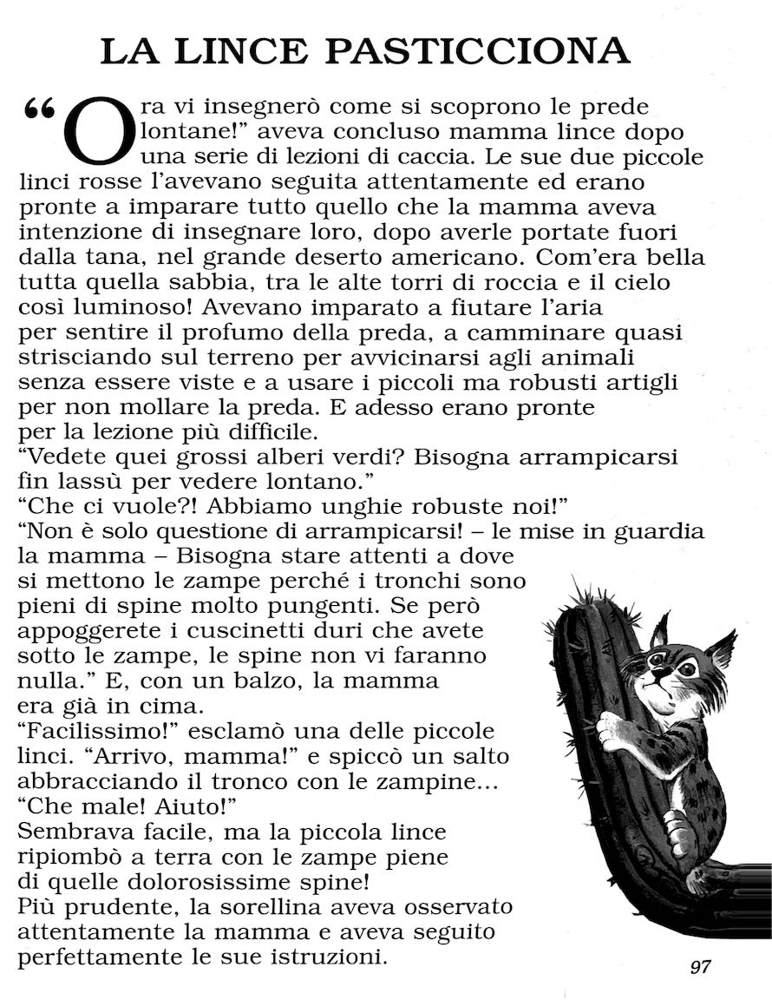 LA LINCE PASTICCIONA
“Ora vi insegnerò come si scoprono le prede
lontane!” aveva concluso mamma lince dopo
una serie di lezioni di caccia. Le sue due piccole
linci rosse l’avevano seguita attentamente ed erano
pronte a imparare tutto quello che la mamma aveva
intenzione di insegnare loro, dopo averle portate fuori
dalla tana, nel grande deserto americano. Com’era bella
tutta quella sabbia, tra le alte torri di roccia e il cielo
così luminoso! Avevano imparato a fiutare l’aria
per sentire il profumo della preda, a camminare quasi
strisciando sul terreno per avvicinarsi agli animali
senza essere viste e a usare i piccoli ma robusti artigli
per non mollare la preda. E adesso erano pronte
per la lezione più difficile.
“Vedete quei grossi alberi verdi? Bisogna arrampicarsi
fin lassù per vedere lontano.”
“Che ci vuole?! Abbiamo unghie robuste noi!”
“Non è solo questione di arrampicarsi! – le mise in guardia
la mamma – Bisogna stare attenti a dove
si mettono le zampe perché i tronchi sono
pieni di spine molto pungenti. Se però
appoggerete i cuscinetti duri che avete
sotto le zampe, le spine non vi faranno
nulla.” E, con un balzo, la mamma
era già in cima.
“Facilissimo!” esclamò una delle piccole
linci. “Arrivo, mamma!” e spiccò un salto
abbracciando il tronco con le zampine...
“Che male! Aiuto!”
Sembrava facile, ma la piccola lince
ripiombò a terra con le zampe piene
di quelle dolorosissime spine!
Più prudente, la sorellina aveva osservato
attentamente la mamma e aveva seguito
perfettamente le sue istruzioni.
97